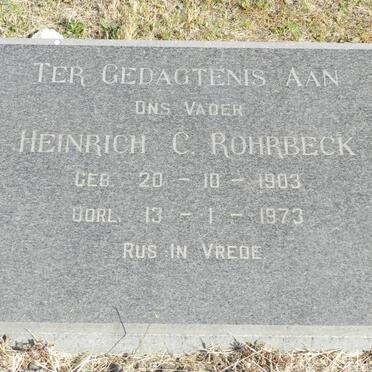 TER GEDAGTENIS AAN
ONS VADER
HEINRICH C. ROHRBECK
GEB. 20 - 10 - 1903
OORL. 13 - 1 - 1973
RUS IN VREDE